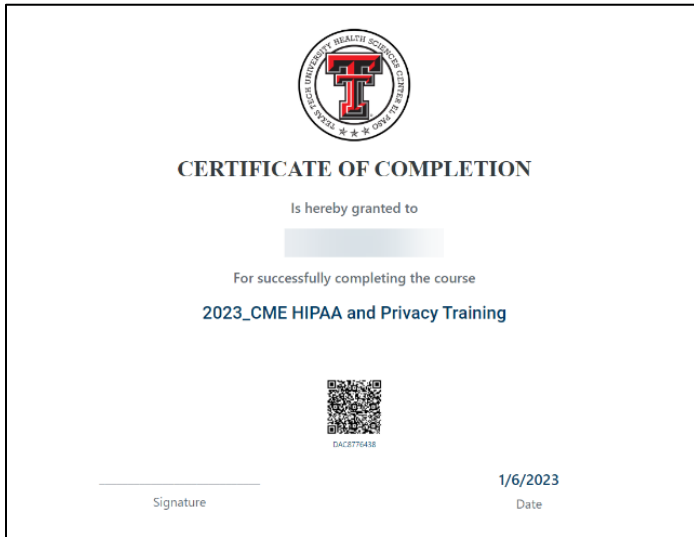 TEXAS TECH UNIVERSITY HEALTH SCIENCES CENTER EL PASO
CERTIFICATE OF COMPLETION
Is hereby granted to
For successfully completing the course
2023_CME HIPAA and Privacy Training
DAC8776438
1/6/2023
Signature
Date